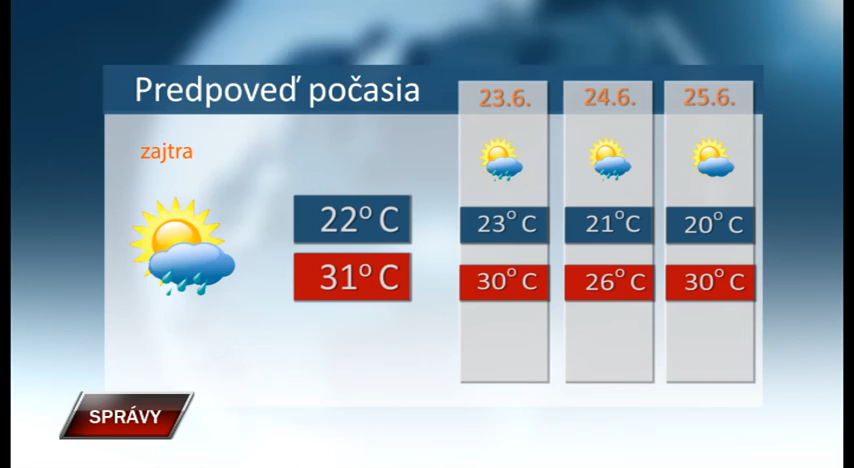 Predpoveď počasia
zajtra
22° C
31° C
23.6.
23° C
30° C
24.6.
21°C
26° C
25.6.
20° C
30° C
SPRÁVY